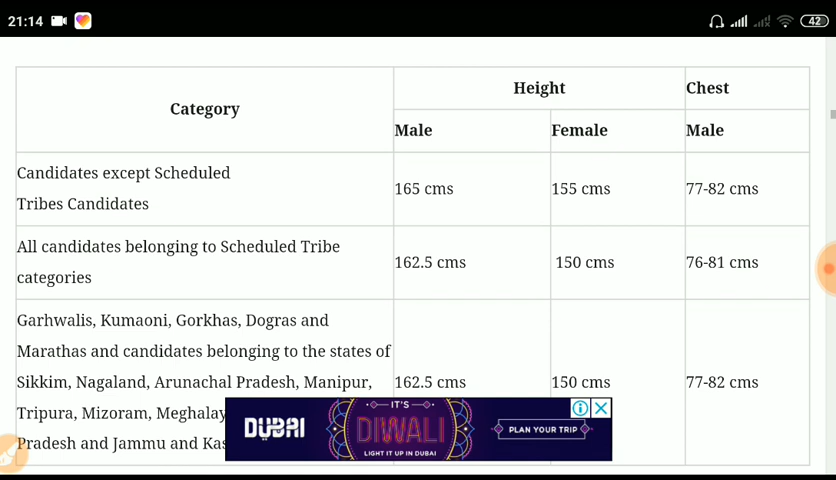 21:14
42
Category
Height
Chest
Male
Female
Male
Candidates except Scheduled
Tribes Candidates
165 cms
155 cms
77-82 cms
All candidates belonging to Scheduled Tribe
categories
162.5 cms
150 cms
76-81 cms
Garhwalis, Kumaoni, Gorkhas, Dogras and
Marathas and candidates belonging to the states of
Sikkim, Nagaland, Arunachal Pradesh, Manipur,
Tripura, Mizoram,
Pradesh and Jammu and
162.5 cms
150 cms
77-82 cms
DUBAI
IT'S
DIWALI
LIGHT IT UP IN DUBAI
PLAN YOUR TRIP